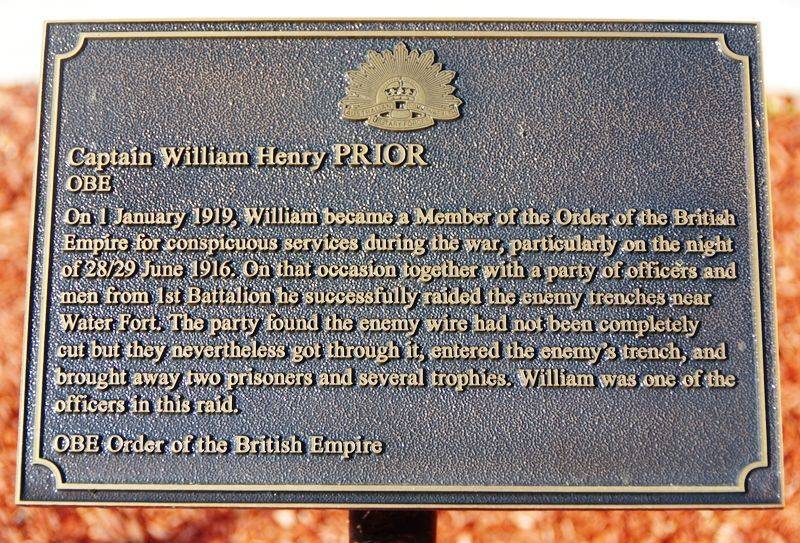 Captain William Henry PRIOR
OBE
On 1 January 1919, William became a Member of the Order of the British
Empire for conspicuous services during the war, particularly on the night
of 28/29 June 1916. On that occasion together with a party of officers and
men from 1st Battalion he successfully raided the enemy trenches near
Water Fort. The party found the enemy wire had not been completely
cut but they nevertheless got through it, entered the enemy's trench, and
brought away two prisoners and several trophies. William was one of the
officers in this raid.
OBE Order of the British Empire